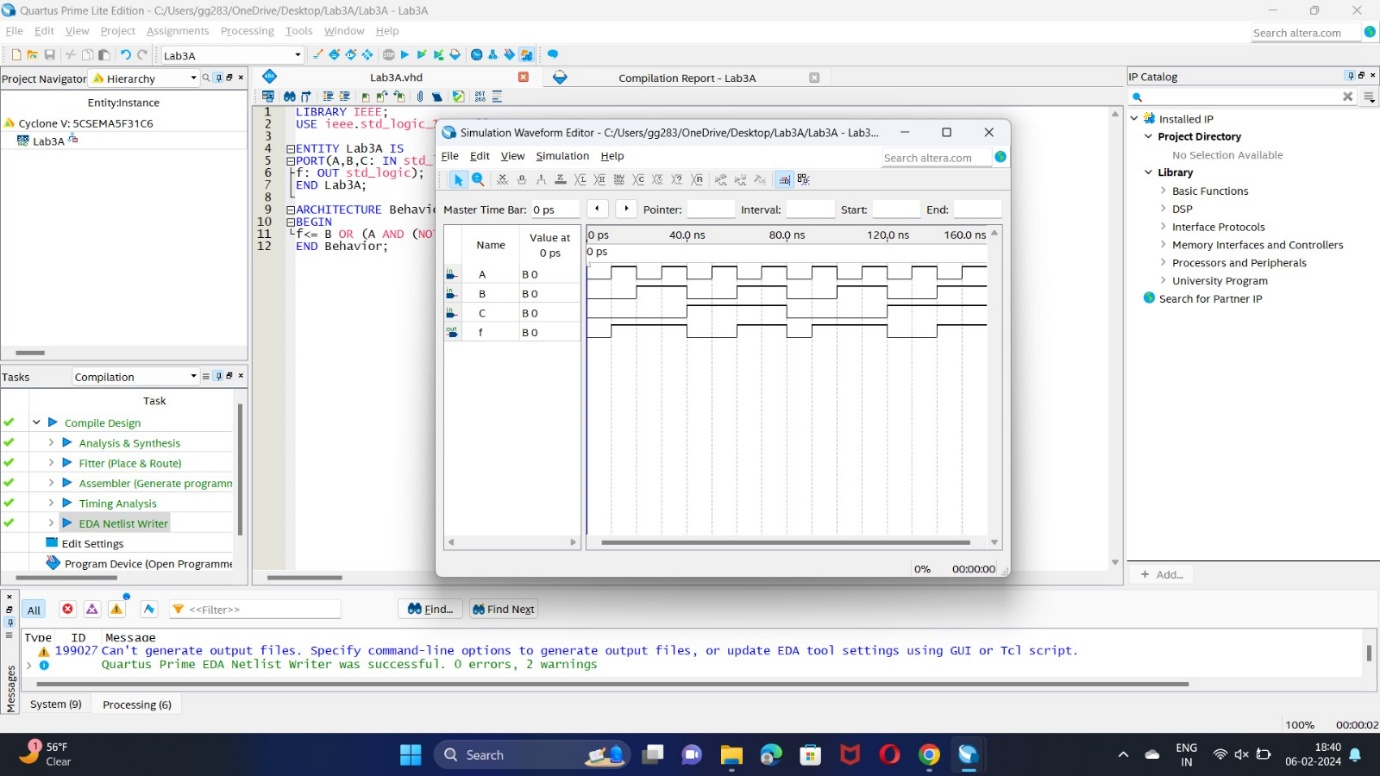 Quartus Prime Lite Edition - C:/Users/gg283/OneDrive/Desktop/Lab3A/Lab3A - Lab3A
File Edit View Project Assignments Processing Tools Window Help
Search altera.com
Lab3A
Project Navigator Hierarchy
Entity:Instance
Cyclone V: 5CSEMA5F31C6
Lab3A
Tasks Compilation
Task
Compile Design
Analysis & Synthesis
Fitter (Place & Route)
Assembler (Generate programm
Timing Analysis
EDA Netlist Writer
Edit Settings
Program Device (Open Programme
Lab3A.vhd
Compilation Report - Lab3A
267
268
1 LIBRARY IEEE;
2 USE ieee.std_logic_
3
4 ENTITY Lab3A IS
5 PORT(A,B,C: IN std_
6 f: OUT std_logic);
7 END Lab3A;
8
9 ARCHITECTURE Behavio
10 BEGIN
11 f<= B OR (A AND (NOT
12 END Behavior;
Simulation Waveform Editor - C:/Users/gg283/OneDrive/Desktop/Lab3A/Lab3A - Lab3...
File Edit View Simulation Help
Search altera.com
Master Time Bar: 0 ps Pointer: Interval: Start: End:
Name Value at 0 ps
0 ps 40.0 ns 80.0 ns 120.0 ns 160.0 ns
0 ps
in A B 0
in B B 0
in C B 0
out f B 0
0% 00:00:00
IP Catalog
Installed IP
Project Directory
No Selection Available
Library
Basic Functions
DSP
Interface Protocols
Memory Interfaces and Controllers
Processors and Peripherals
University Program
Search for Partner IP
+ Add...
All <<Filter>> Find... Find Next
Type ID Message
199027 Can't generate output files. Specify command-line options to generate output files, or update EDA tool settings using GUI or Tcl script.
Quartus Prime EDA Netlist Writer was successful. 0 errors, 2 warnings
Messages
System (9) Processing (6)
100% 00:00:02
1
56°F
Clear
Search
ENG
IN
18:40
06-02-2024